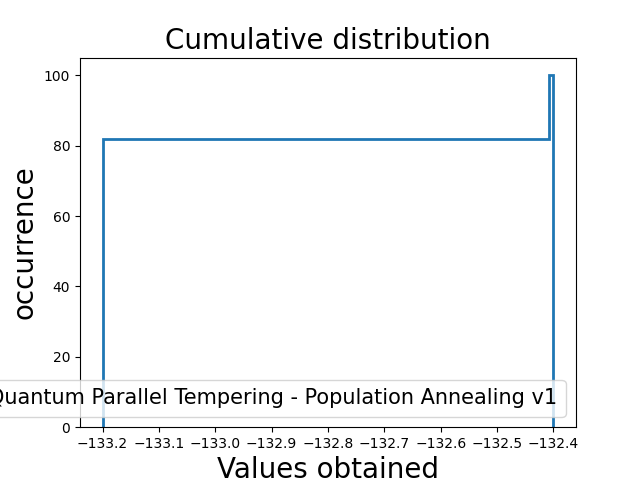 Cumulative distribution
occurrence
100
80
60
40
20
0
Quantum Parallel Tempering - Population Annealing v1
−133.2 −133.1 −133.0 −132.9 −132.8 −132.7 −132.6 −132.5 −132.4
Values obtained